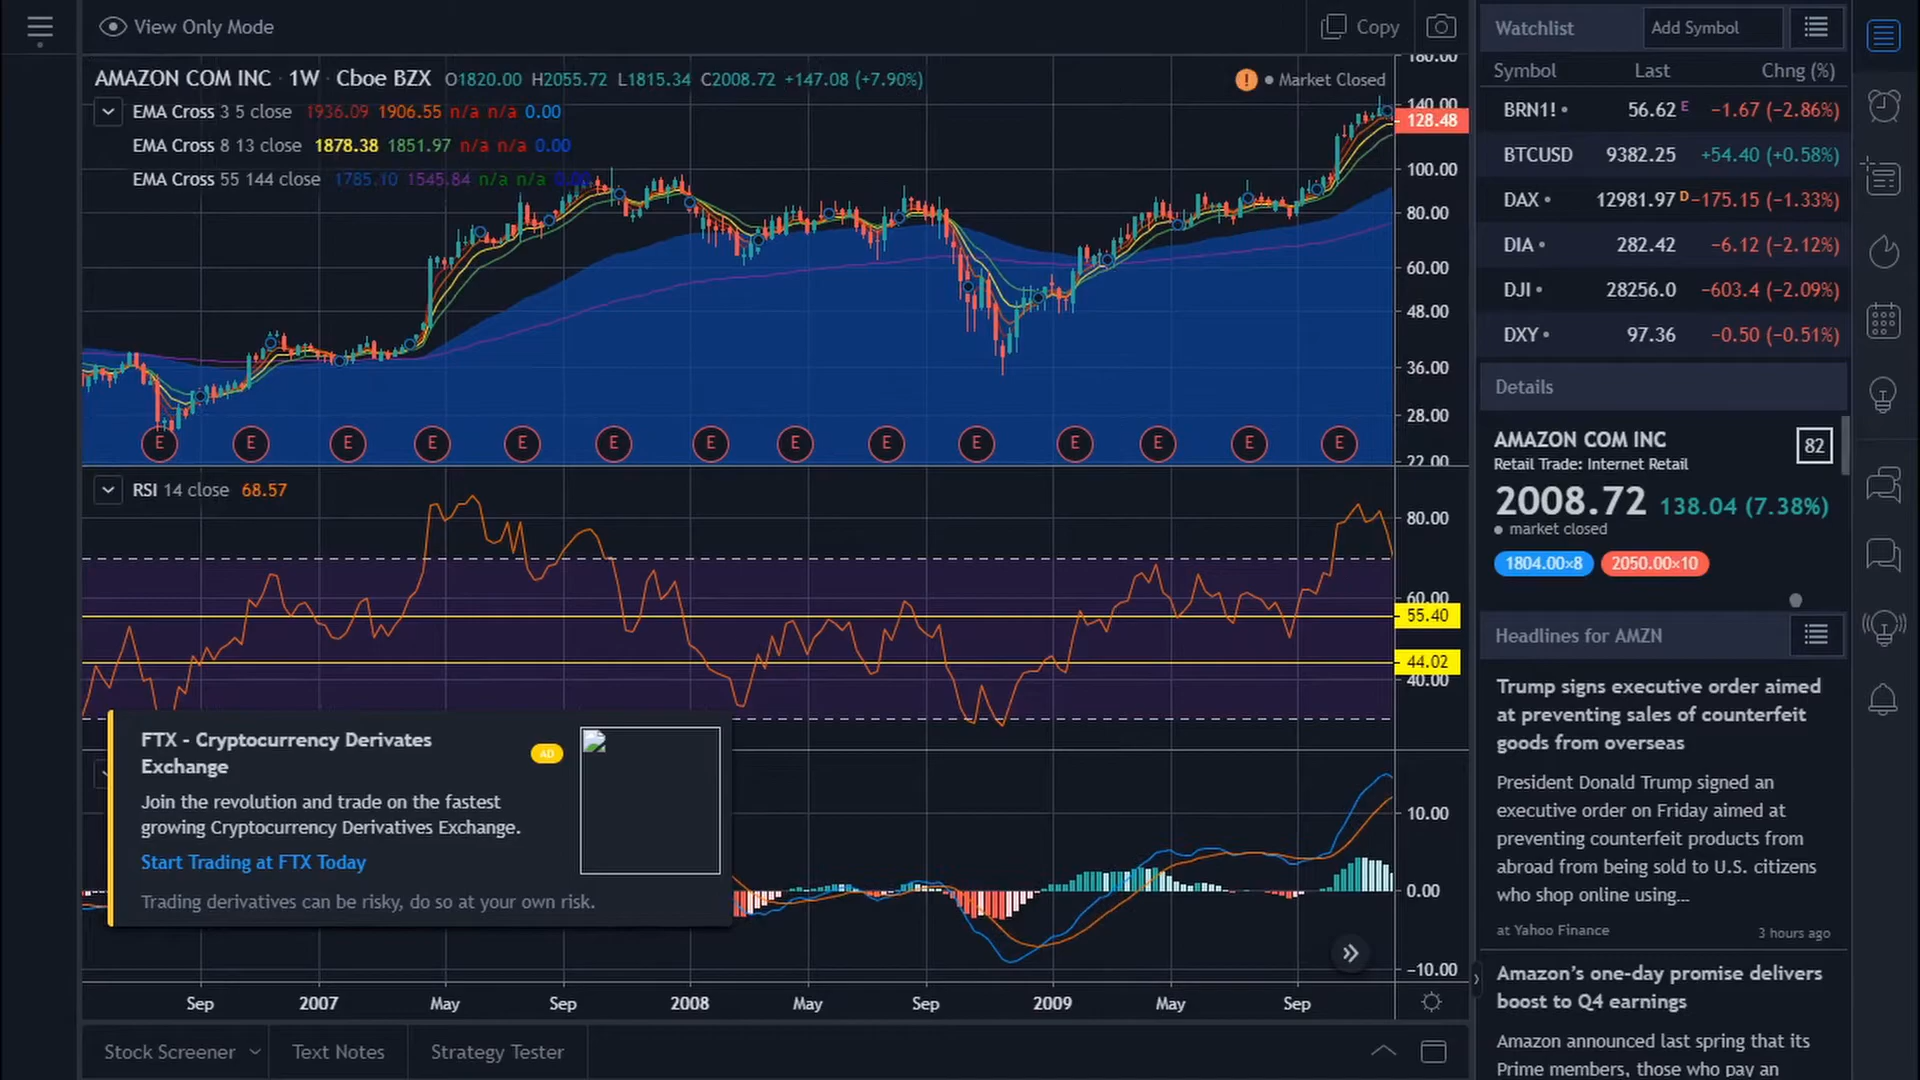 View Only Mode
Copy
AMAZON COM INC · 1W · Cboe BZX O1820.00 H2055.72 L1815.34 C2008.72 +147.08 (+7.90%)
Market Closed
EMA Cross 3 5 close 1936.09 1906.55 n/a n/a 0.00
EMA Cross 8 13 close 1878.38 1851.97 n/a n/a 0.00
EMA Cross 55 144 close 1785.10 1545.84 n/a n/a 0.00
180.00
140.00
128.48
100.00
80.00
60.00
48.00
36.00
28.00
22.00
E E E E E E E E E E E E E E
RSI 14 close 68.57
80.00
60.00
55.40
44.02
40.00
FTX - Cryptocurrency Derivates
Exchange
AD
Join the revolution and trade on the fastest
growing Cryptocurrency Derivatives Exchange.
Start Trading at FTX Today
Trading derivatives can be risky, do so at your own risk.
10.00
0.00
−10.00
Sep 2007 May Sep 2008 May Sep 2009 May Sep
Stock Screener Text Notes Strategy Tester
Watchlist Add Symbol
Symbol Last Chng (%)
BRN1! 56.62 E −1.67 (−2.86%)
BTCUSD 9382.25 +54.40 (+0.58%)
DAX 12981.97 D −175.15 (−1.33%)
DIA 282.42 −6.12 (−2.12%)
DJI 28256.0 −603.4 (−2.09%)
DXY 97.36 −0.50 (−0.51%)
Details
AMAZON COM INC
82
Retail Trade: Internet Retail
2008.72 138.04 (7.38%)
market closed
1804.00×8 2050.00×10
Headlines for AMZN
Trump signs executive order aimed
at preventing sales of counterfeit
goods from overseas
President Donald Trump signed an
executive order on Friday aimed at
preventing counterfeit products from
abroad from being sold to U.S. citizens
who shop online using...
at Yahoo Finance 3 hours ago
Amazon’s one-day promise delivers
boost to Q4 earnings
Amazon announced last spring that its
Prime members, those who pay an